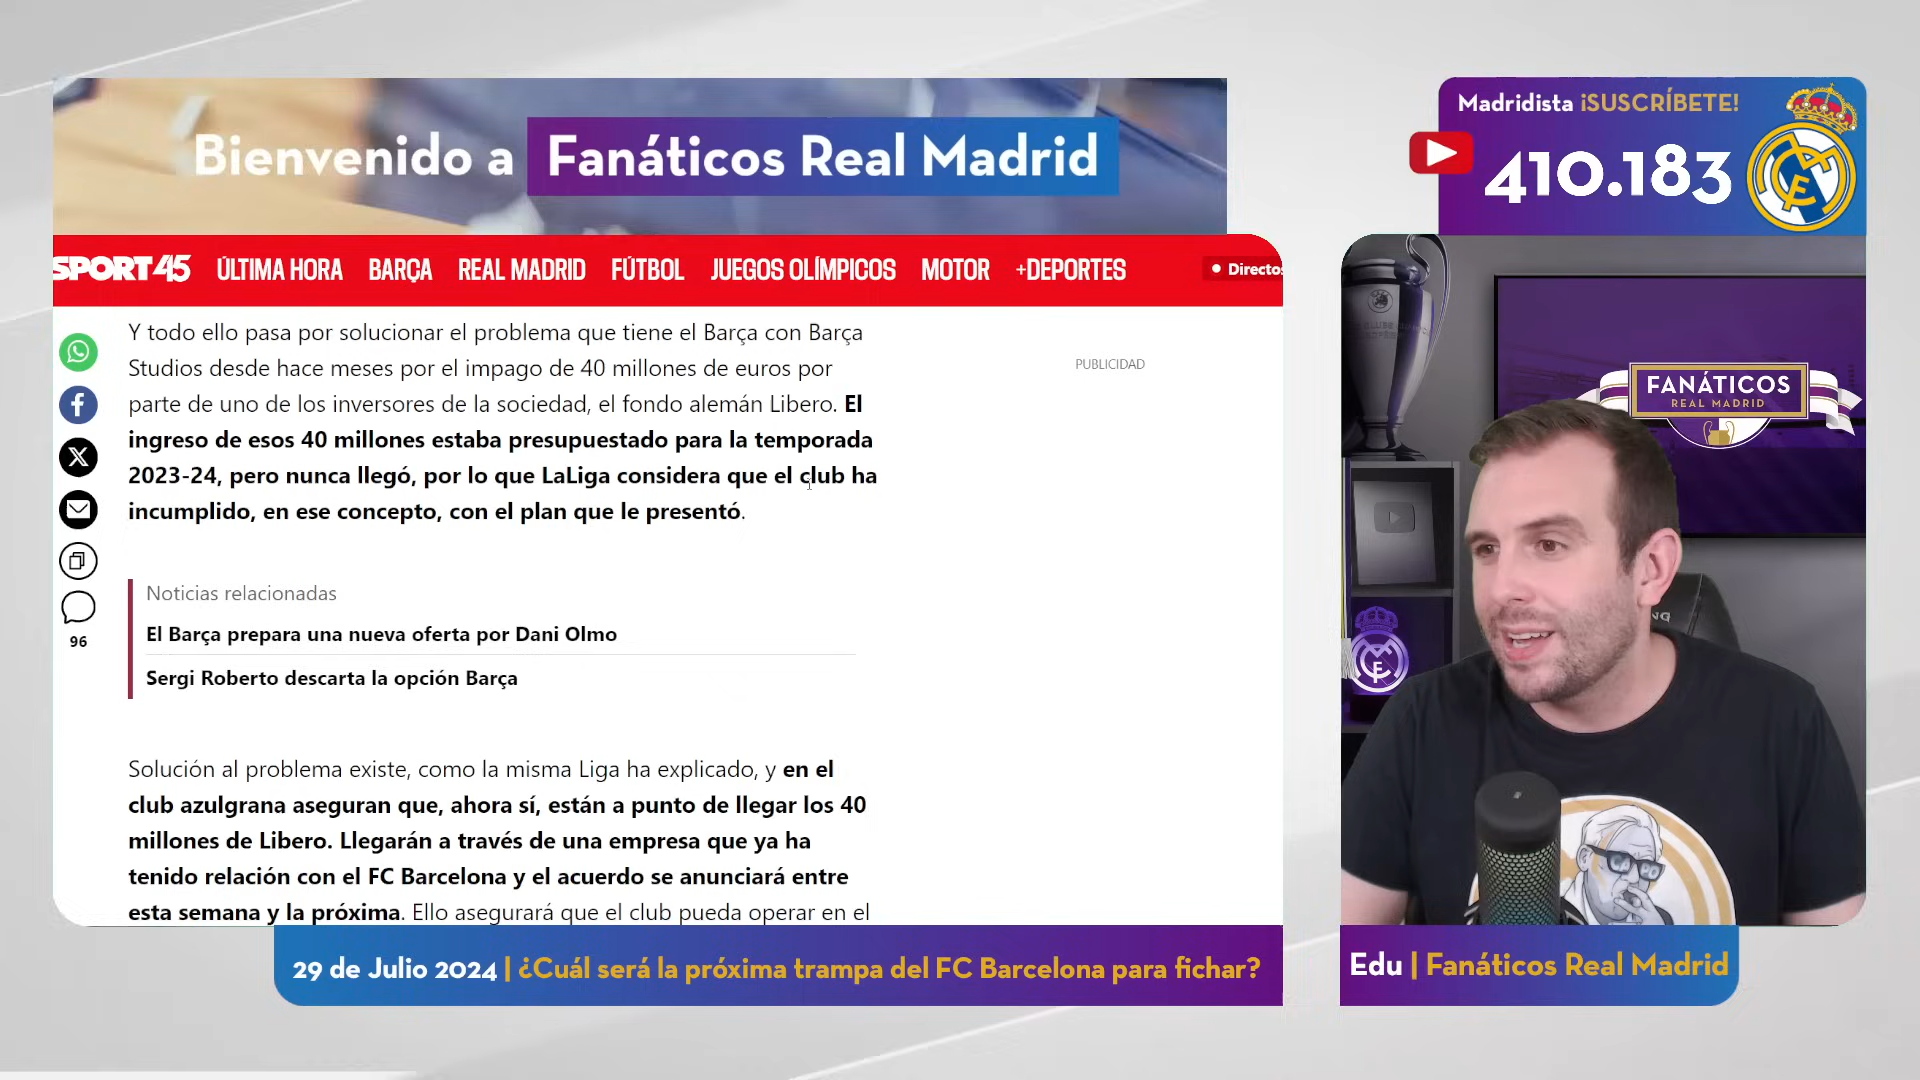 Bienvenido a Fanáticos Real Madrid
Madridista ¡SUSCRÍBETE!
410.183
SPORT 45 ÚLTIMA HORA BARÇA REAL MADRID FÚTBOL JUEGOS OLÍMPICOS MOTOR +DEPORTES Directos
Y todo ello pasa por solucionar el problema que tiene el Barça con Barça
Studios desde hace meses por el impago de 40 millones de euros por
parte de uno de los inversores de la sociedad, el fondo alemán Libero. El
ingreso de esos 40 millones estaba presupuestado para la temporada
2023-24, pero nunca llegó, por lo que LaLiga considera que el club ha
incumplido, en ese concepto, con el plan que le presentó.
PUBLICIDAD
96
Noticias relacionadas
El Barça prepara una nueva oferta por Dani Olmo
Sergi Roberto descarta la opción Barça
Solución al problema existe, como la misma Liga ha explicado, y en el
club azulgrana aseguran que, ahora sí, están a punto de llegar los 40
millones de Libero. Llegarán a través de una empresa que ya ha
tenido relación con el FC Barcelona y el acuerdo se anunciará entre
esta semana y la próxima. Ello asegurará que el club pueda operar en el
FANÁTICOS
REAL MADRID
29 de Julio 2024 | ¿Cuál será la próxima trampa del FC Barcelona para fichar?
Edu | Fanáticos Real Madrid